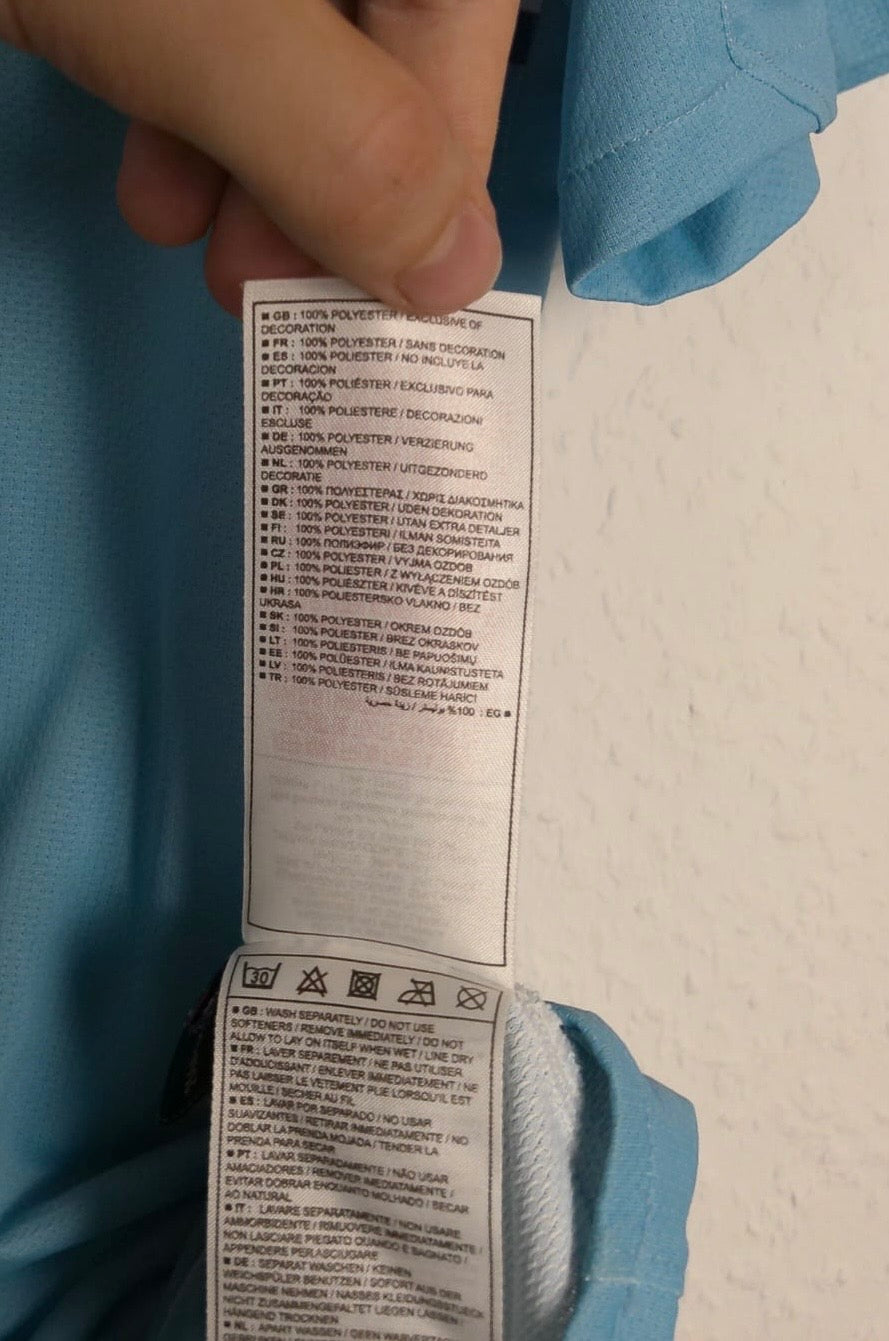 ■ GB : 100% POLYESTER / EXCLUSIVE OF
DECORATION
■ FR : 100% POLYESTER / SANS DECORATION
■ ES : 100% POLIESTER / NO INCLUYE LA
DECORACION
■ PT : 100% POLIÉSTER / EXCLUSIVO PARA
DECORAÇÃO
■ IT : 100% POLIESTERE / DECORAZIONI
ESCLUSE
■ DE : 100% POLYESTER / VERZIERUNG
AUSGENOMMEN
■ NL : 100% POLYESTER / UITGEZONDERD
DECORATIE
■ GR : 100% ΠΟΛΥΕΣΤΕΡΑΣ / ΧΩΡΙΣ ΔΙΑΚΟΣΜΗΤΙΚΑ
■ DK : 100% POLYESTER / UDEN DEKORATION
■ SE : 100% POLYESTER / UTAN EXTRA DETALJER
■ FI : 100% POLYESTERI / ILMAN SOMISTEITA
■ RU : 100% ПОЛИЭФИР / БЕЗ ДЕКОРИРОВАНИЯ
■ CZ : 100% POLYESTER / VYJMA OZDOB
■ PL : 100% POLYESTER / Z WYŁĄCZENIEM OZDÓB
■ HU : 100% POLIÉSZTER / KIVÉVE A DÍSZÍTÉST
■ HR : 100% POLIESTERSKO VLAKNO / BEZ
UKRASA
■ SK : 100% POLYESTER / OKREM OZDÔB
■ SI : 100% POLIESTER / BREZ OKRASKOV
■ LT : 100% POLIESTERIS / BE PAPUOŠIMŲ
■ EE : 100% POLÜESTER / ILMA KAUNISTUSTETA
■ LV : 100% POLIESTERIS / BEZ ROTĀJUMIEM
■ TR : 100% POLYESTER / SÜSLEME HARİCİ
■ EG : %100
30
■ GB : WASH SEPARATELY / DO NOT USE
SOFTENERS / REMOVE IMMEDIATELY / DO NOT
ALLOW TO LAY ON ITSELF WHEN WET / LINE DRY
■ FR : LAVER SEPAREMENT / NE PAS UTILISER
D'ADOUCISSANT / ENLEVER IMMEDIATEMENT / NE
PAS LAISSER LE VETEMENT PLIE LORSQU'IL EST
MOUILLE / SECHER AU FIL
■ ES : LAVAR POR SEPARADO / NO USAR
SUAVIZANTES / RETIRAR INMEDIATAMENTE / NO
DOBLAR LA PRENDA MOJADA / TENDER LA
PRENDA PARA SECAR
■ PT : LAVAR SEPARADAMENTE / NÃO USAR
AMACIADORES / REMOVER IMEDIATAMENTE /
EVITAR DOBRAR ENQUANTO MOLHADO / SECAR
AO NATURAL
■ IT : LAVARE SEPARATAMENTE / NON USARE
AMMORBIDENTE / RIMUOVERE IMMEDIATAMENTE /
NON LASCIARE PIEGATO QUANDO E BAGNATO /
APPENDERE PER ASCIUGARE
■ DE : SEPARAT WASCHEN / KEINEN
WEICHSPÜLER BENUTZEN / SOFORT AUS DER
MASCHINE NEHMEN / NASSES KLEIDUNGSSTUECK
NICHT ZUSAMMENGEFALTET LIEGEN LASSEN /
HÄNGEND TROCKNEN
■ NL : APART WASSEN / GEEN